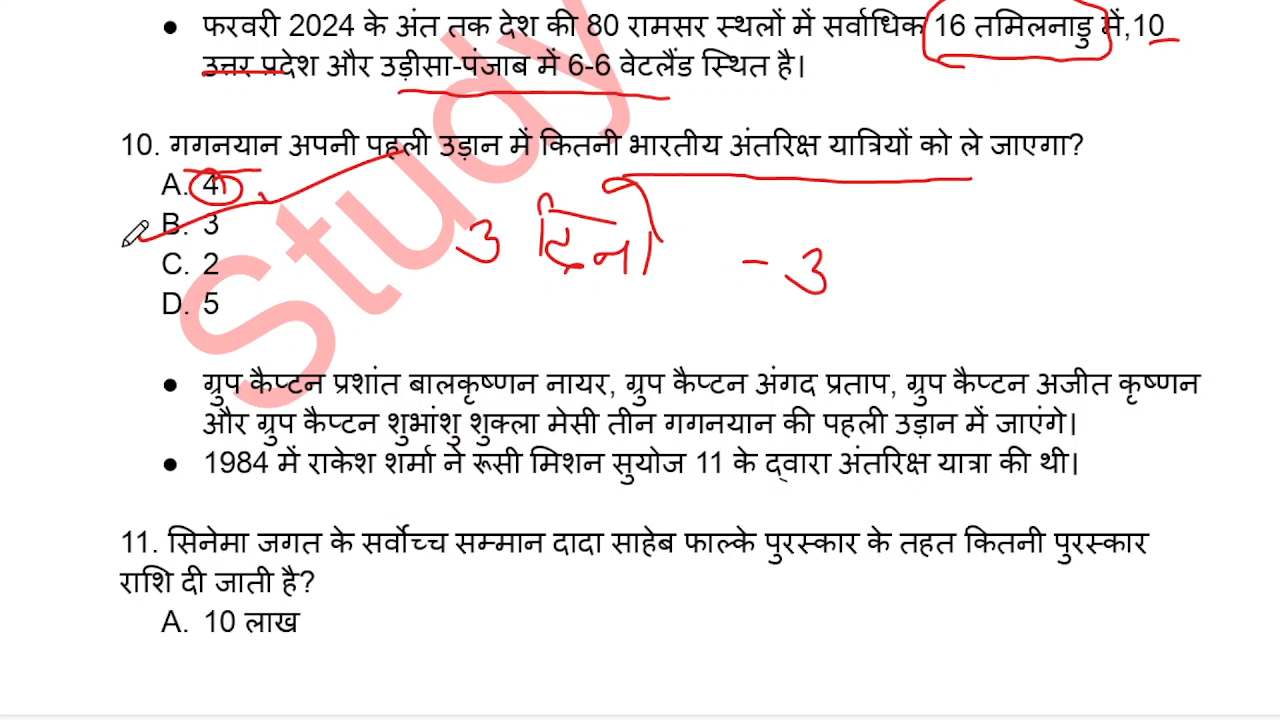 ● फरवरी 2024 के अंत तक देश की 80 रामसर स्थलों में सर्वाधिक 16 तमिलनाडु में,10
उत्तर प्रदेश और उड़ीसा-पंजाब में 6-6 वेटलैंड स्थित है।
10. गगनयान अपनी पहली उड़ान में कितनी भारतीय अंतरिक्ष यात्रियों को ले जाएगा?
A. 4
B. 3
3 दिनो - 3
C. 2
D. 5
Study
● ग्रुप कैप्टन प्रशांत बालकृष्णन नायर, ग्रुप कैप्टन अंगद प्रताप, ग्रुप कैप्टन अजीत कृष्णन
और ग्रुप कैप्टन शुभांशु शुक्ला मेसी तीन गगनयान की पहली उड़ान में जाएंगे।
● 1984 में राकेश शर्मा ने रूसी मिशन सुयोज 11 के द्वारा अंतरिक्ष यात्रा की थी।
11. सिनेमा जगत के सर्वोच्च सम्मान दादा साहेब फाल्के पुरस्कार के तहत कितनी पुरस्कार
राशि दी जाती है?
A. 10 लाख